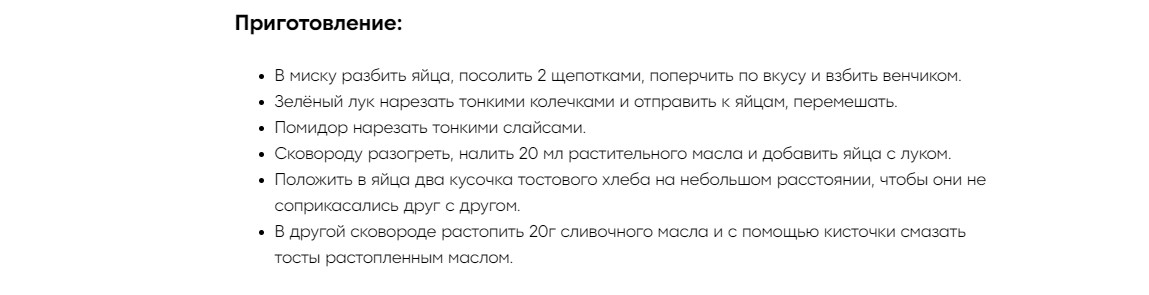 Приготовление:
• В миску разбить яйца, посолить 2 щепотками, поперчить по вкусу и взбить венчиком.
• Зелёный лук нарезать тонкими колечками и отправить к яйцам, перемешать.
• Помидор нарезать тонкими слайсами.
• Сковороду разогреть, налить 20 мл растительного масла и добавить яйца с луком.
• Положить в яйца два кусочка тостового хлеба на небольшом расстоянии, чтобы они не
соприкасались друг с другом.
• В другой сковороде растопить 20г сливочного масла и с помощью кисточки смазать
тосты растопленным маслом.